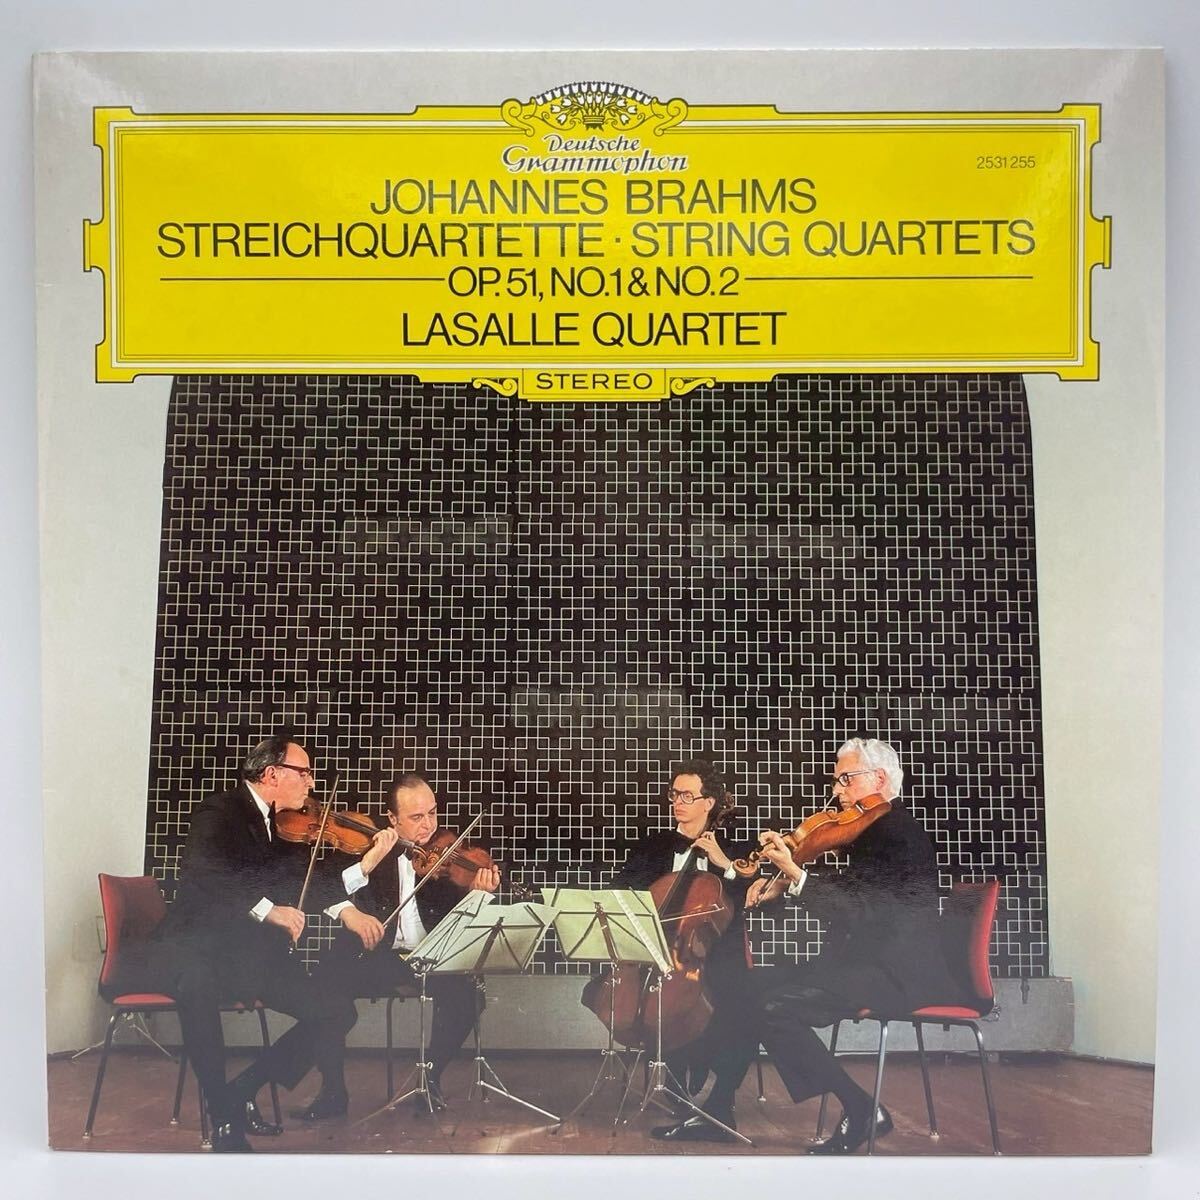 Deutsche
Grammophon
2531 255
JOHANNES BRAHMS
STREICHQUARTETTE · STRING QUARTETS
OP. 51, NO. 1 & NO. 2
LASALLE QUARTET
STEREO